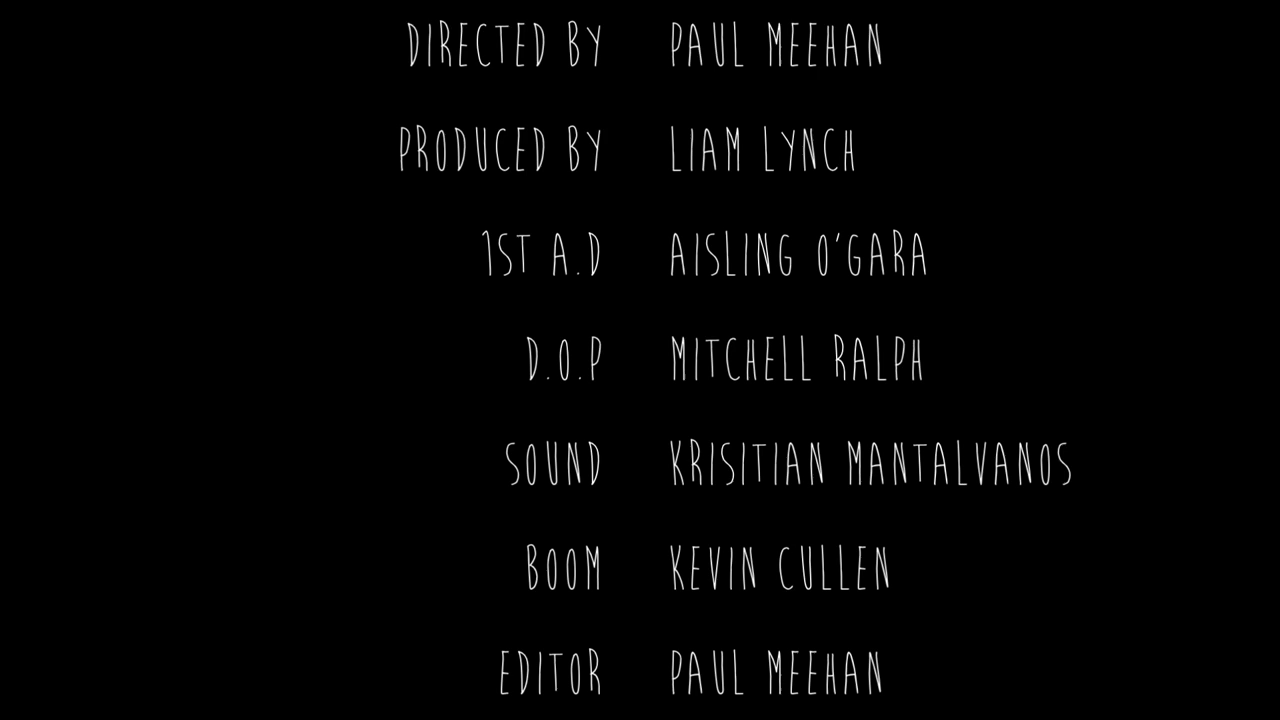 DIRECTED BY PAUL MEEHAN
PRODUCED BY LIAM LYNCH
1ST A.D AISLING O'GARA
D.O.P MITCHELL RALPH
SOUND KRISITIAN MANTALVANOS
BOOM KEVIN CULLEN
EDITOR PAUL MEEHAN